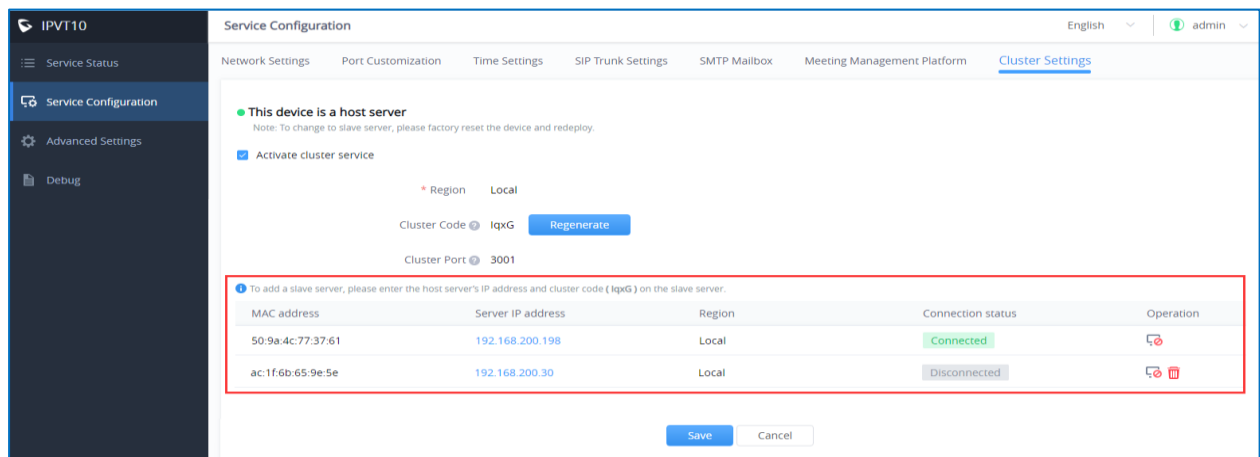 IPVT10
Service Configuration
English
admin
Service Status
Service Configuration
Advanced Settings
Debug
Network Settings Port Customization Time Settings SIP Trunk Settings SMTP Mailbox Meeting Management Platform Cluster Settings
This device is a host server
Note: To change to slave server, please factory reset the device and redeploy.
Activate cluster service
* Region Local
Cluster Code ? IqxG Regenerate
Cluster Port ? 3001
To add a slave server, please enter the host server's IP address and cluster code ( IqxG ) on the slave server.
MAC address Server IP address Region Connection status Operation
50:9a:4c:77:37:61 192.168.200.198 Local Connected
ac:1f:6b:65:9e:5e 192.168.200.30 Local Disconnected
Save Cancel